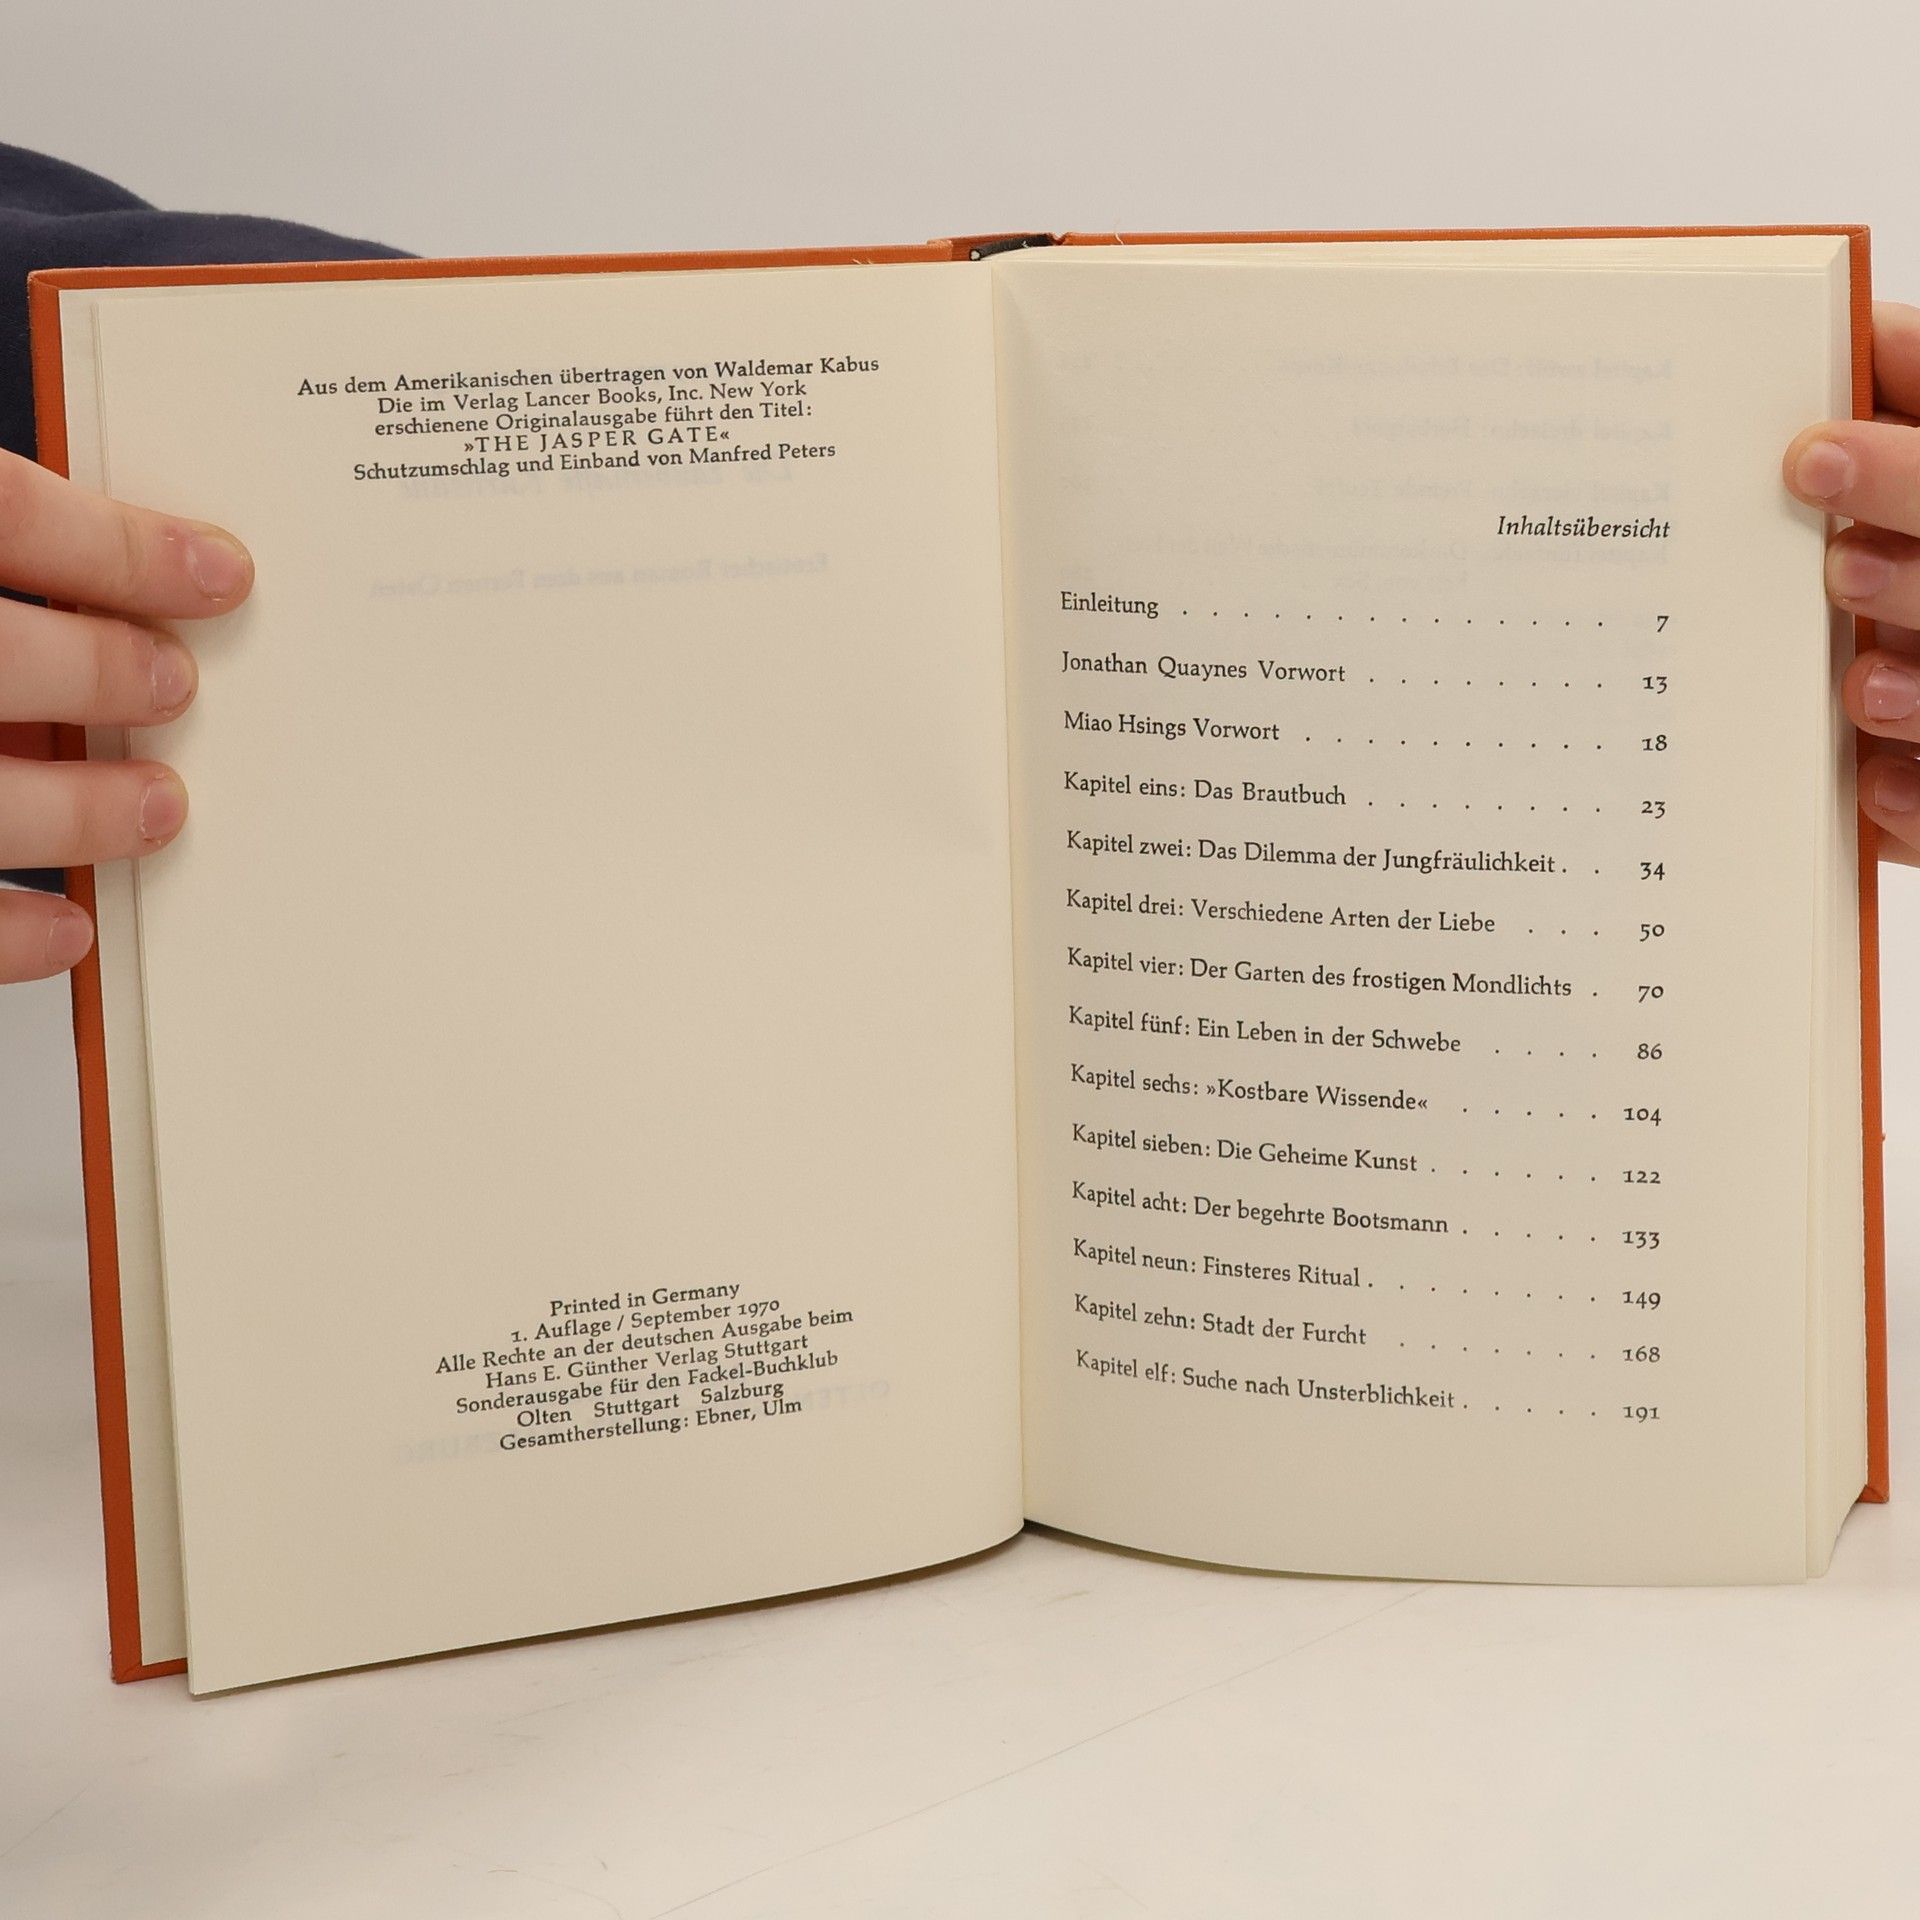 Aus dem Amerikanischen übertragen von Waldemar Kabus
Die im Verlag Lancer Books, Inc. New York
erschienene Originalausgabe führt den Titel:
»THE JASPER GATE«
Schutzumschlag und Einband von Manfred Peters
Printed in Germany
1. Auflage / September 1970
Alle Rechte an der deutschen Ausgabe beim
Hans E. Günther Verlag Stuttgart
Sonderausgabe für den Fackel-Buchklub
Olten Stuttgart Salzburg
Gesamtherstellung: Ebner, Ulm
Inhaltsübersicht
Einleitung . . . . . . . . . . . . . . 7
Jonathan Quaynes Vorwort . . . . . . . . 13
Miao Hsings Vorwort . . . . . . . . . . 18
Kapitel eins: Das Brautbuch . . . . . . . . 23
Kapitel zwei: Das Dilemma der Jungfräulichkeit . . 34
Kapitel drei: Verschiedene Arten der Liebe . . . 50
Kapitel vier: Der Garten des frostigen Mondlichts . 70
Kapitel fünf: Ein Leben in der Schwebe . . . . 86
Kapitel sechs: »Kostbare Wissende« . . . . . 104
Kapitel sieben: Die Geheime Kunst . . . . . . 122
Kapitel acht: Der begehrte Bootsmann . . . . . 133
Kapitel neun: Finsteres Ritual . . . . . . . . 149
Kapitel zehn: Stadt der Furcht . . . . . . . 168
Kapitel elf: Suche nach Unsterblichkeit . . . . . 191